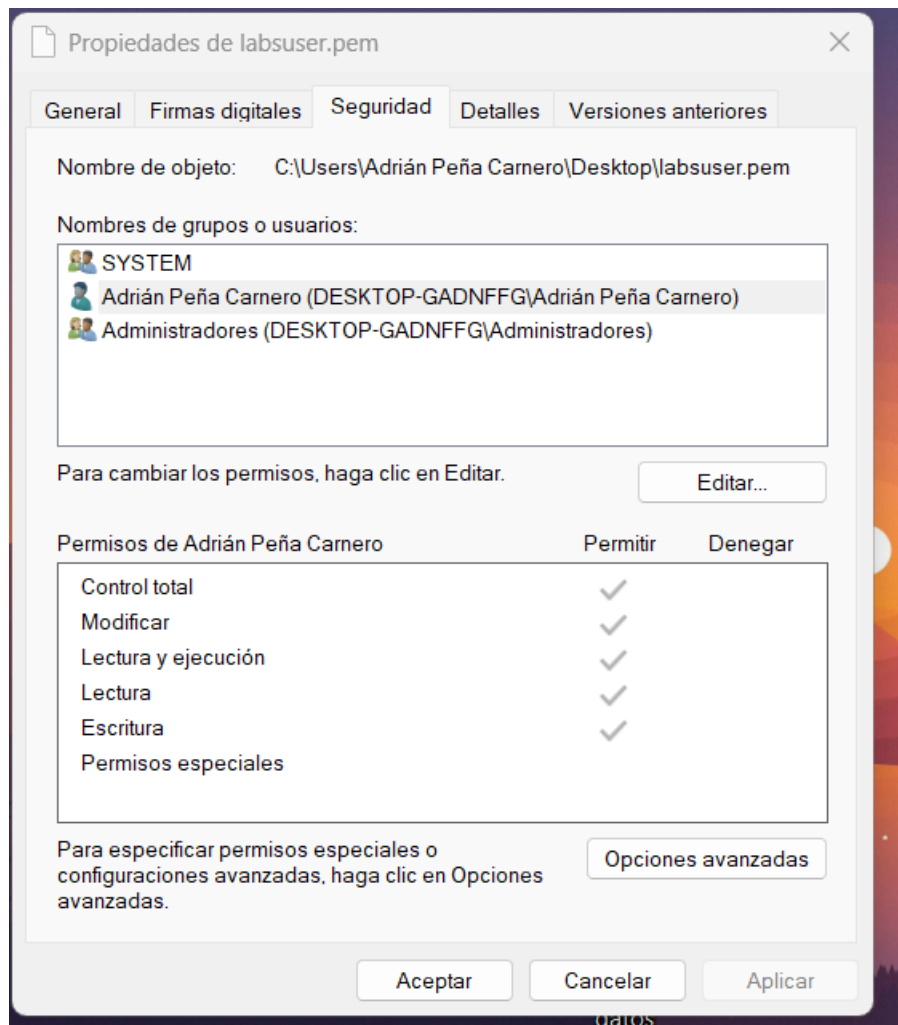 Propiedades de labsuser.pem
General Firmas digitales Seguridad Detalles Versiones anteriores
Nombre de objeto: C:\Users\Adrián Peña Carnero\Desktop\labsuser.pem
Nombres de grupos o usuarios:
SYSTEM
Adrián Peña Carnero (DESKTOP-GADNFFG\Adrián Peña Carnero)
Administradores (DESKTOP-GADNFFG\Administradores)
Para cambiar los permisos, haga clic en Editar.
Editar...
Permisos de Adrián Peña Carnero Permitir Denegar
Control total
Modificar
Lectura y ejecución
Lectura
Escritura
Permisos especiales
Para especificar permisos especiales o
configuraciones avanzadas, haga clic en Opciones
avanzadas.
Opciones avanzadas
Aceptar Cancelar Aplicar
datos